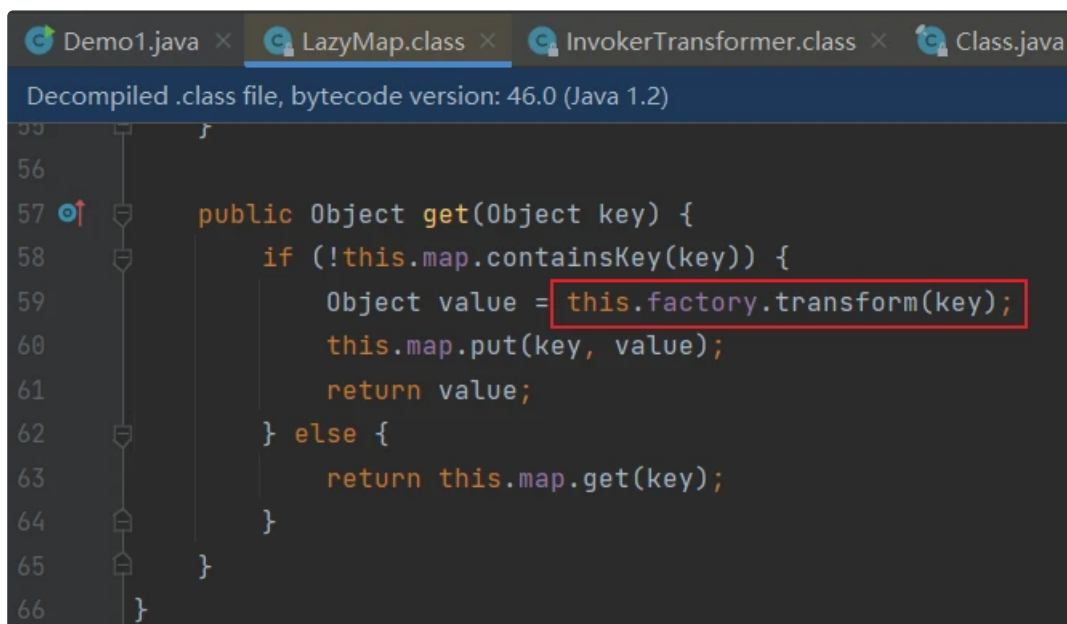 Demo1.java × LazyMap.class × InvokerTransformer.class × Class.java
Decompiled .class file, bytecode version: 46.0 (Java 1.2)
55 }
56
57 public Object get(Object key) {
58 if (!this.map.containsKey(key)) {
59 Object value = this.factory.transform(key);
60 this.map.put(key, value);
61 return value;
62 } else {
63 return this.map.get(key);
64 }
65 }
66 }